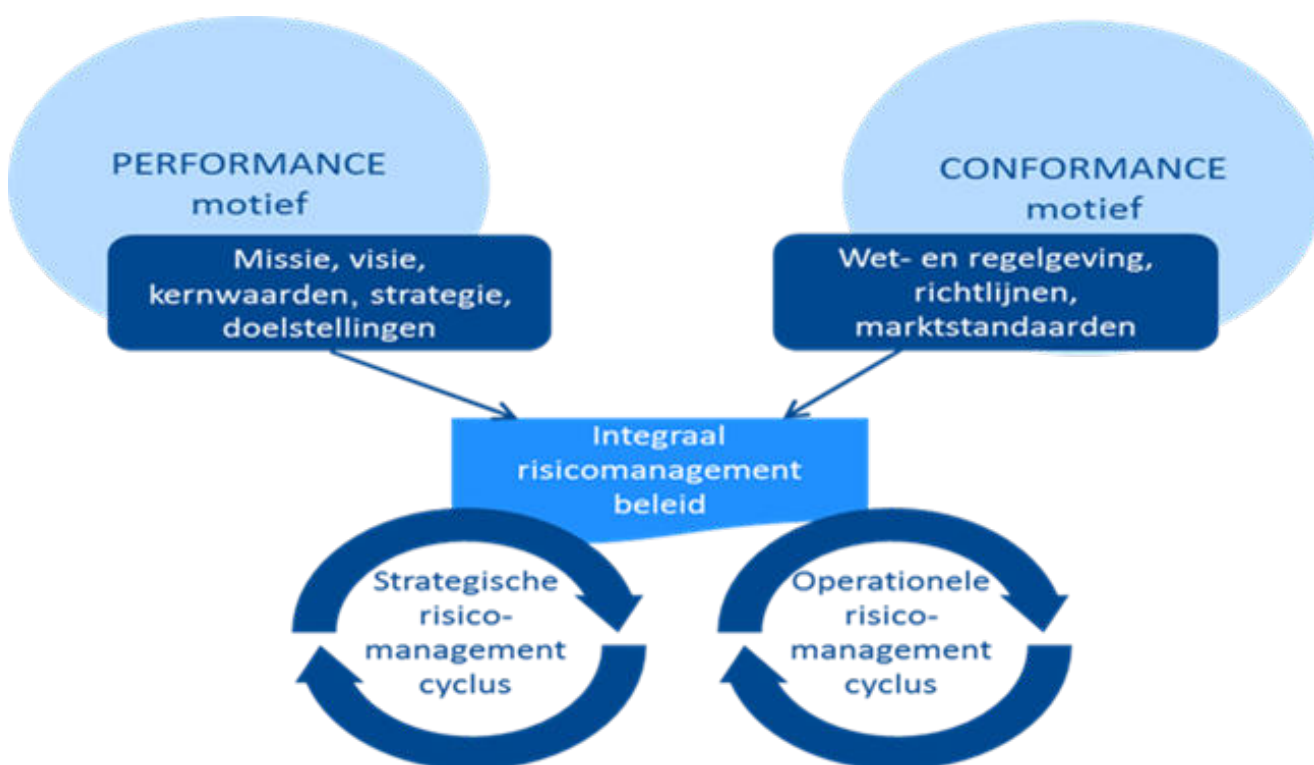 PERFORMANCE
motief
Missie, visie,
kernwaarden, strategie,
doelstellingen
CONFORMANCE
motief
Wet- en regelgeving,
richtlijnen,
marktstandaarden
Integraal
risicomanagement
beleid
Strategische
risico-
management
cyclus
Operationele
risico-
management
cyclus